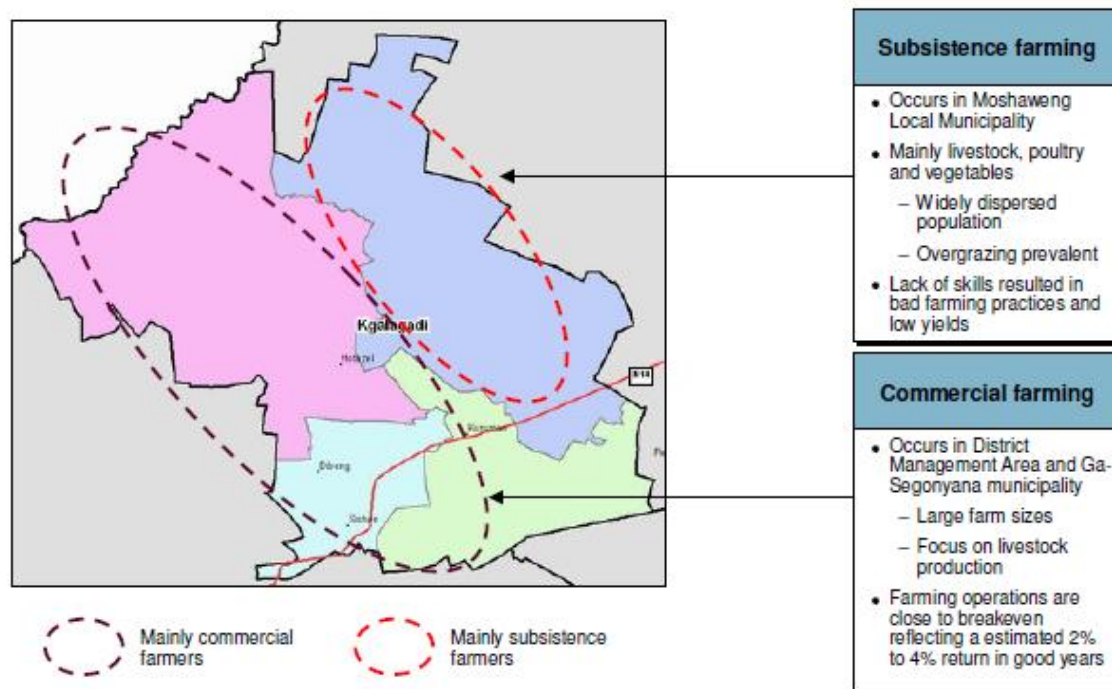 Subsistence farming
• Occurs in Moshaweng
Local Municipality
• Mainly livestock, poultry
and vegetables
– Widely dispersed
population
– Overgrazing prevalent
• Lack of skills resulted in
bad farming practices and
low yields
Kgalagadi
Hotazel
N14
Kuruman
Dibeng
Sishen
Commercial farming
• Occurs in District
Management Area and Ga-
Segonyana municipality
– Large farm sizes
– Focus on livestock
production
• Farming operations are
close to breakeven
reflecting a estimated 2%
to 4% return in good years
Mainly commercial
farmers
Mainly subsistence
farmers